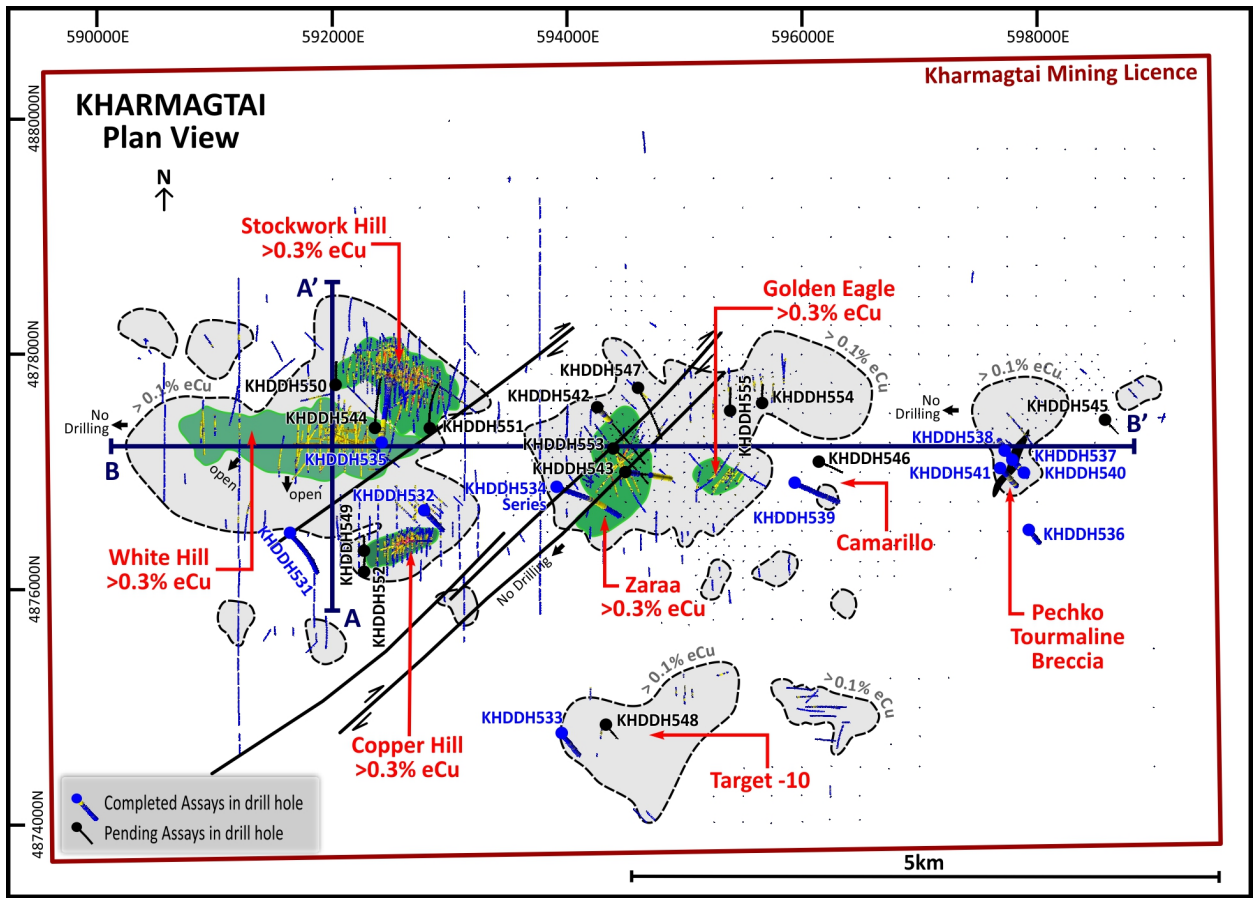 590000E
592000E
594000E
596000E
598000E
Kharmagtai Mining Licence
KHARMAGTAI
Plan View
N
4880000N
4878000N
4876000N
4874000N
Stockwork Hill
>0.3% eCu
A'
Golden Eagle
>0.3% eCu
> 0.1% eCu
> 0.1% eCu
> 0.1% eCu
KHDDH550
KHDDH544
KHDDH551
KHDDH535
KHDDH547
KHDDH542
KHDDH553
KHDDH543
KHDDH555
KHDDH554
No
Drilling
No
Drilling
KHDDH545
B
B'
KHDDH538
KHDDH537
KHDDH541
KHDDH540
KHDDH546
open
open
KHDDH532
KHDDH534
Series
KHDDH539
KHDDH536
KHDDH549
KHDDH531
KHDDH552
White Hill
>0.3% eCu
Camarillo
No Drilling
Zaraa
>0.3% eCu
A
Pechko
Tourmaline
Breccia
> 0.1% eCu
>0.1% eCu
KHDDH533
KHDDH548
Copper Hill
>0.3% eCu
Target -10
Completed Assays in drill hole
Pending Assays in drill hole
5km